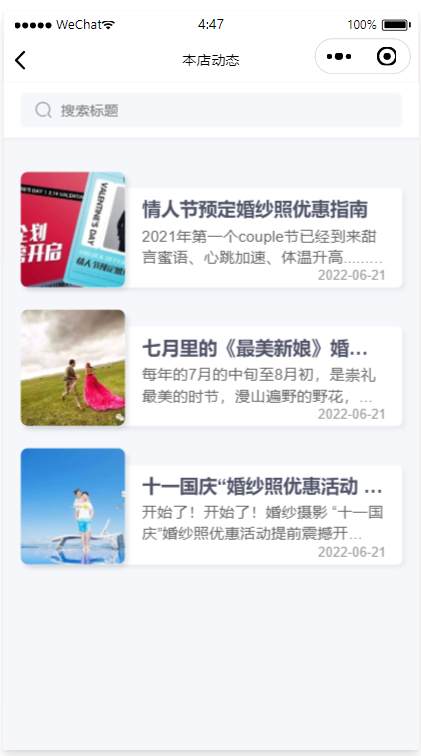 WeChat
4:47
100%
本店动态
搜索标题
VALENTINE'S DAY
情人节预定婚纱照优惠指南
2021年第一个couple节已经到来甜
言蜜语、心跳加速、体温升高.........
2022-06-21
七月里的《最美新娘》婚...
每年的7月的中旬至8月初，是崇礼
最美的时节，漫山遍野的野花，...
2022-06-21
十一国庆“婚纱照优惠活动 ...
开始了！开始了！婚纱摄影 “一十国
庆”婚纱照优惠活动提前震撼开...
2022-06-21